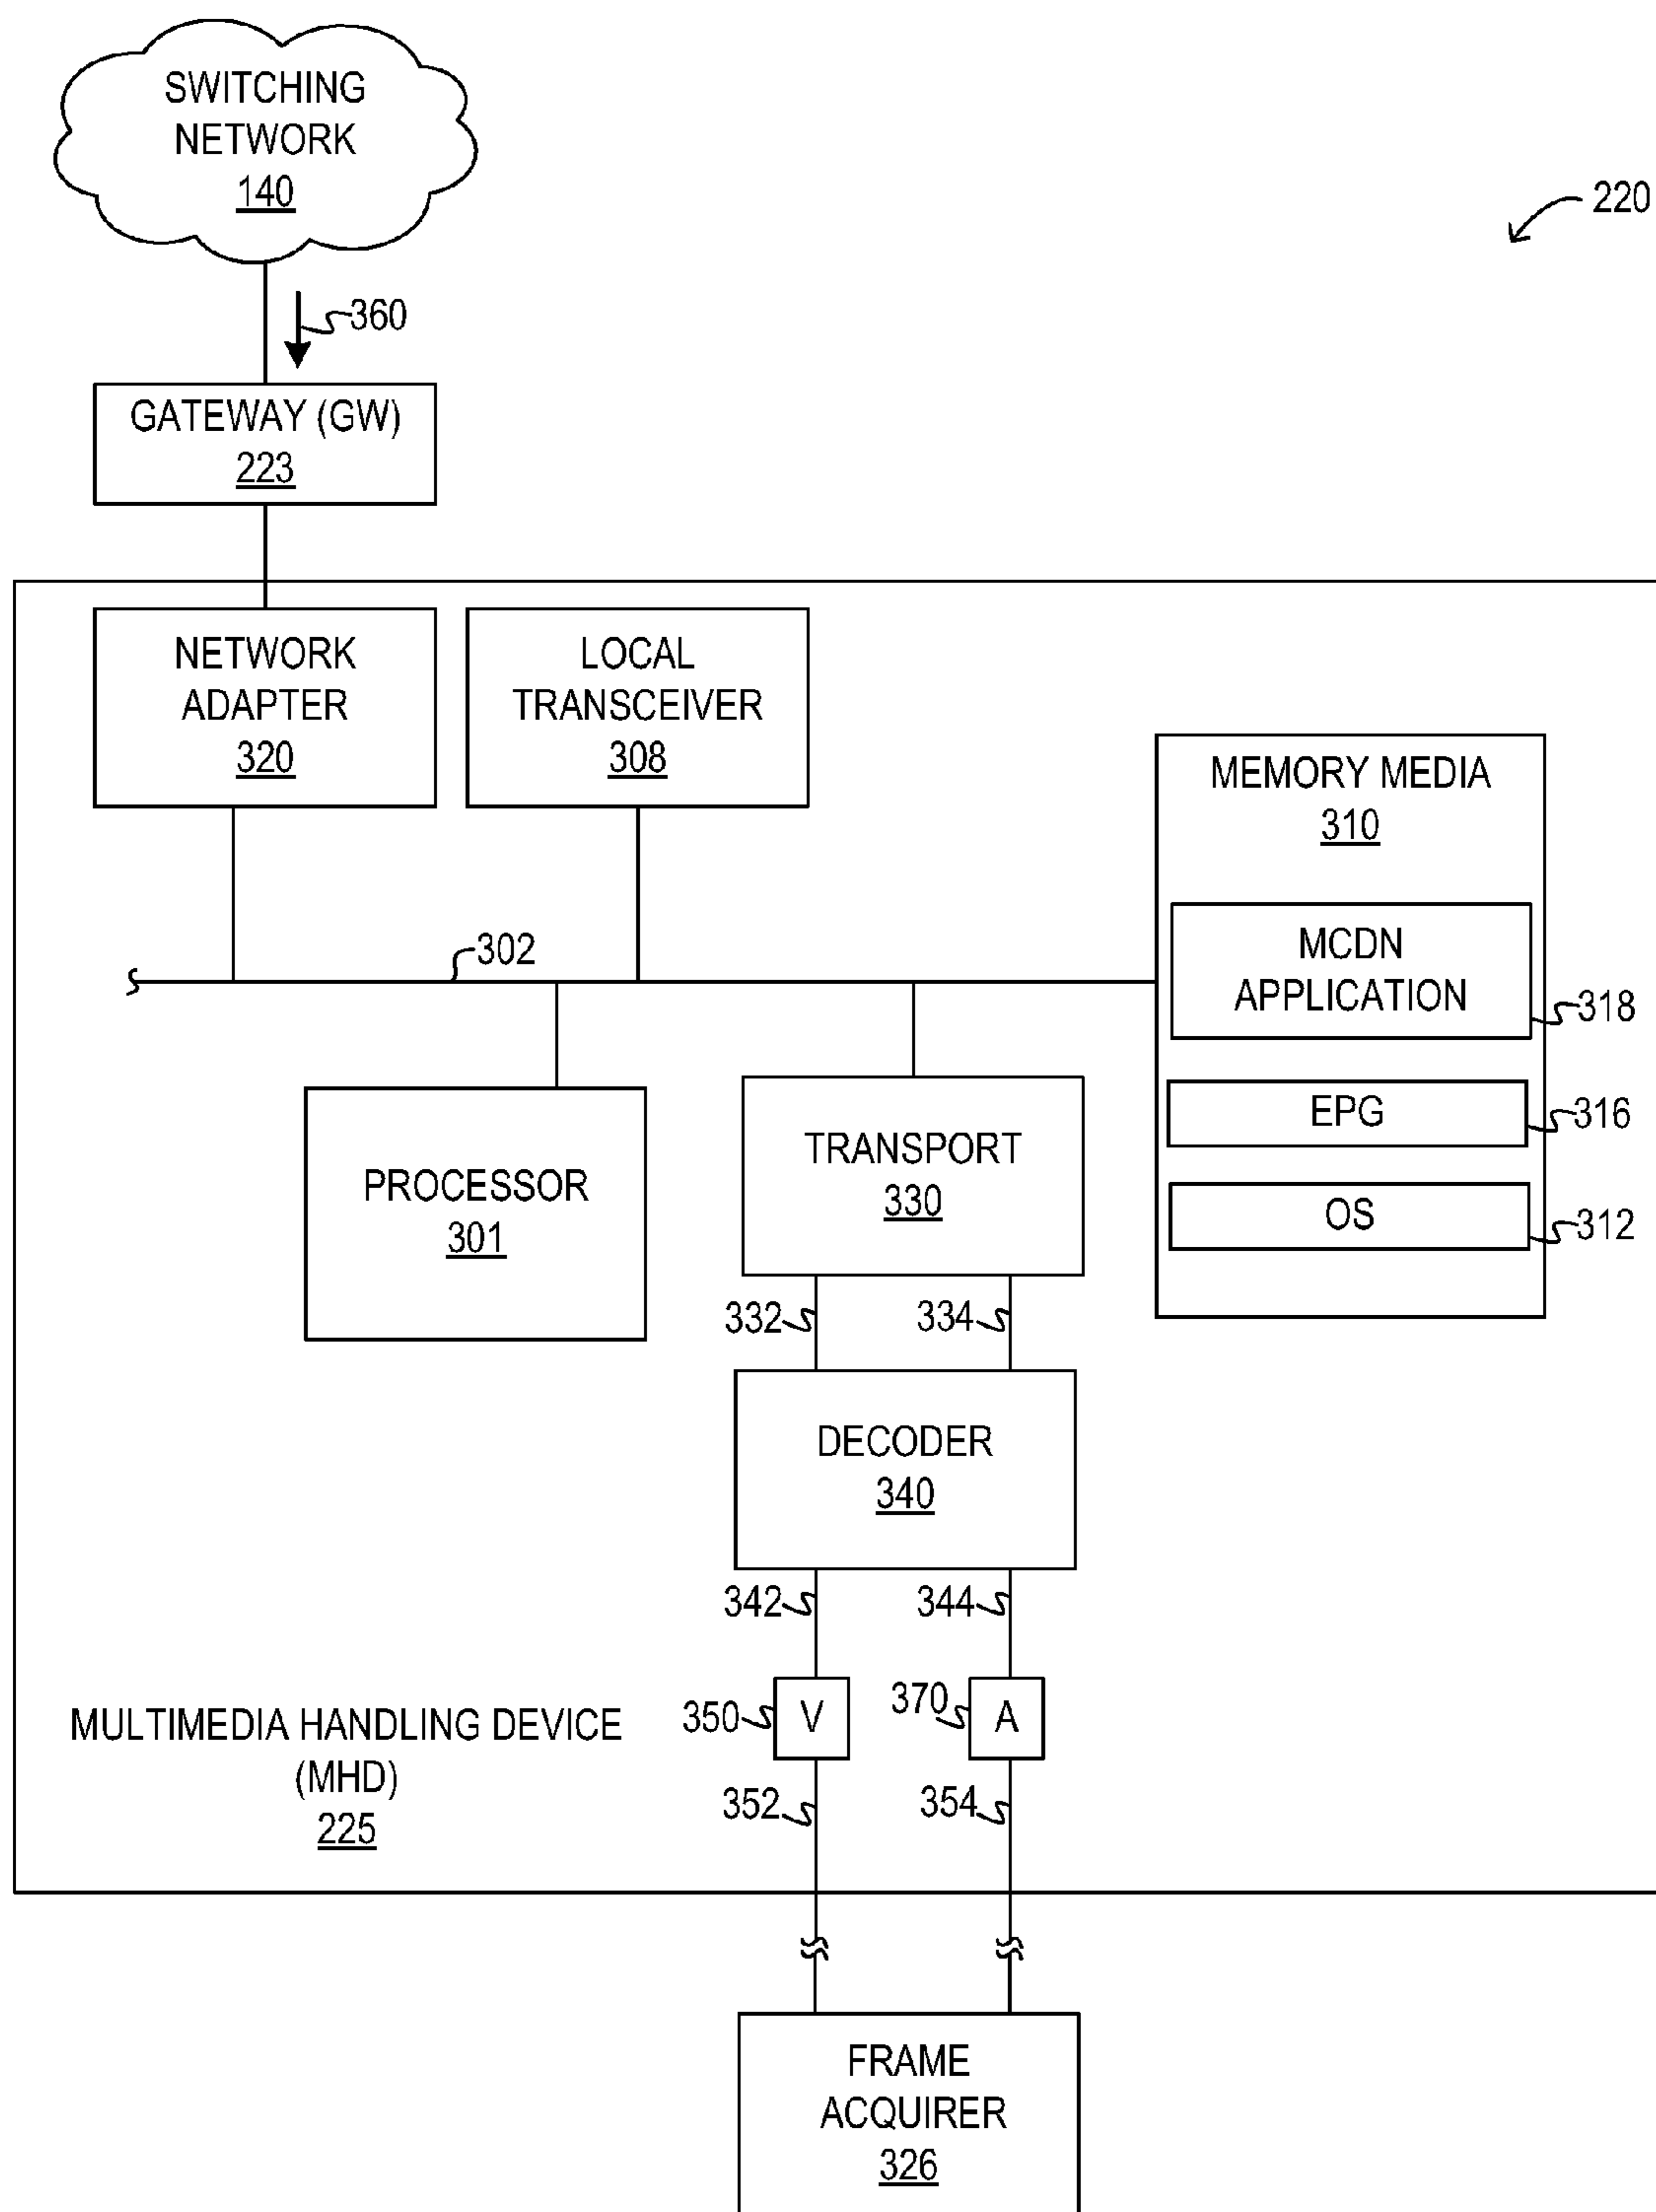 SWITCHING
NETWORK
140
220
360
GATEWAY (GW)
223
NETWORK
ADAPTER
320
LOCAL
TRANSCEIVER
308
MEMORY MEDIA
310
MCDN
APPLICATION
318
EPG
316
OS
312
302
PROCESSOR
301
TRANSPORT
330
332
334
DECODER
340
342
344
350
V
370
A
352
354
MULTIMEDIA HANDLING DEVICE
(MHD)
225
FRAME
ACQUIRER
326